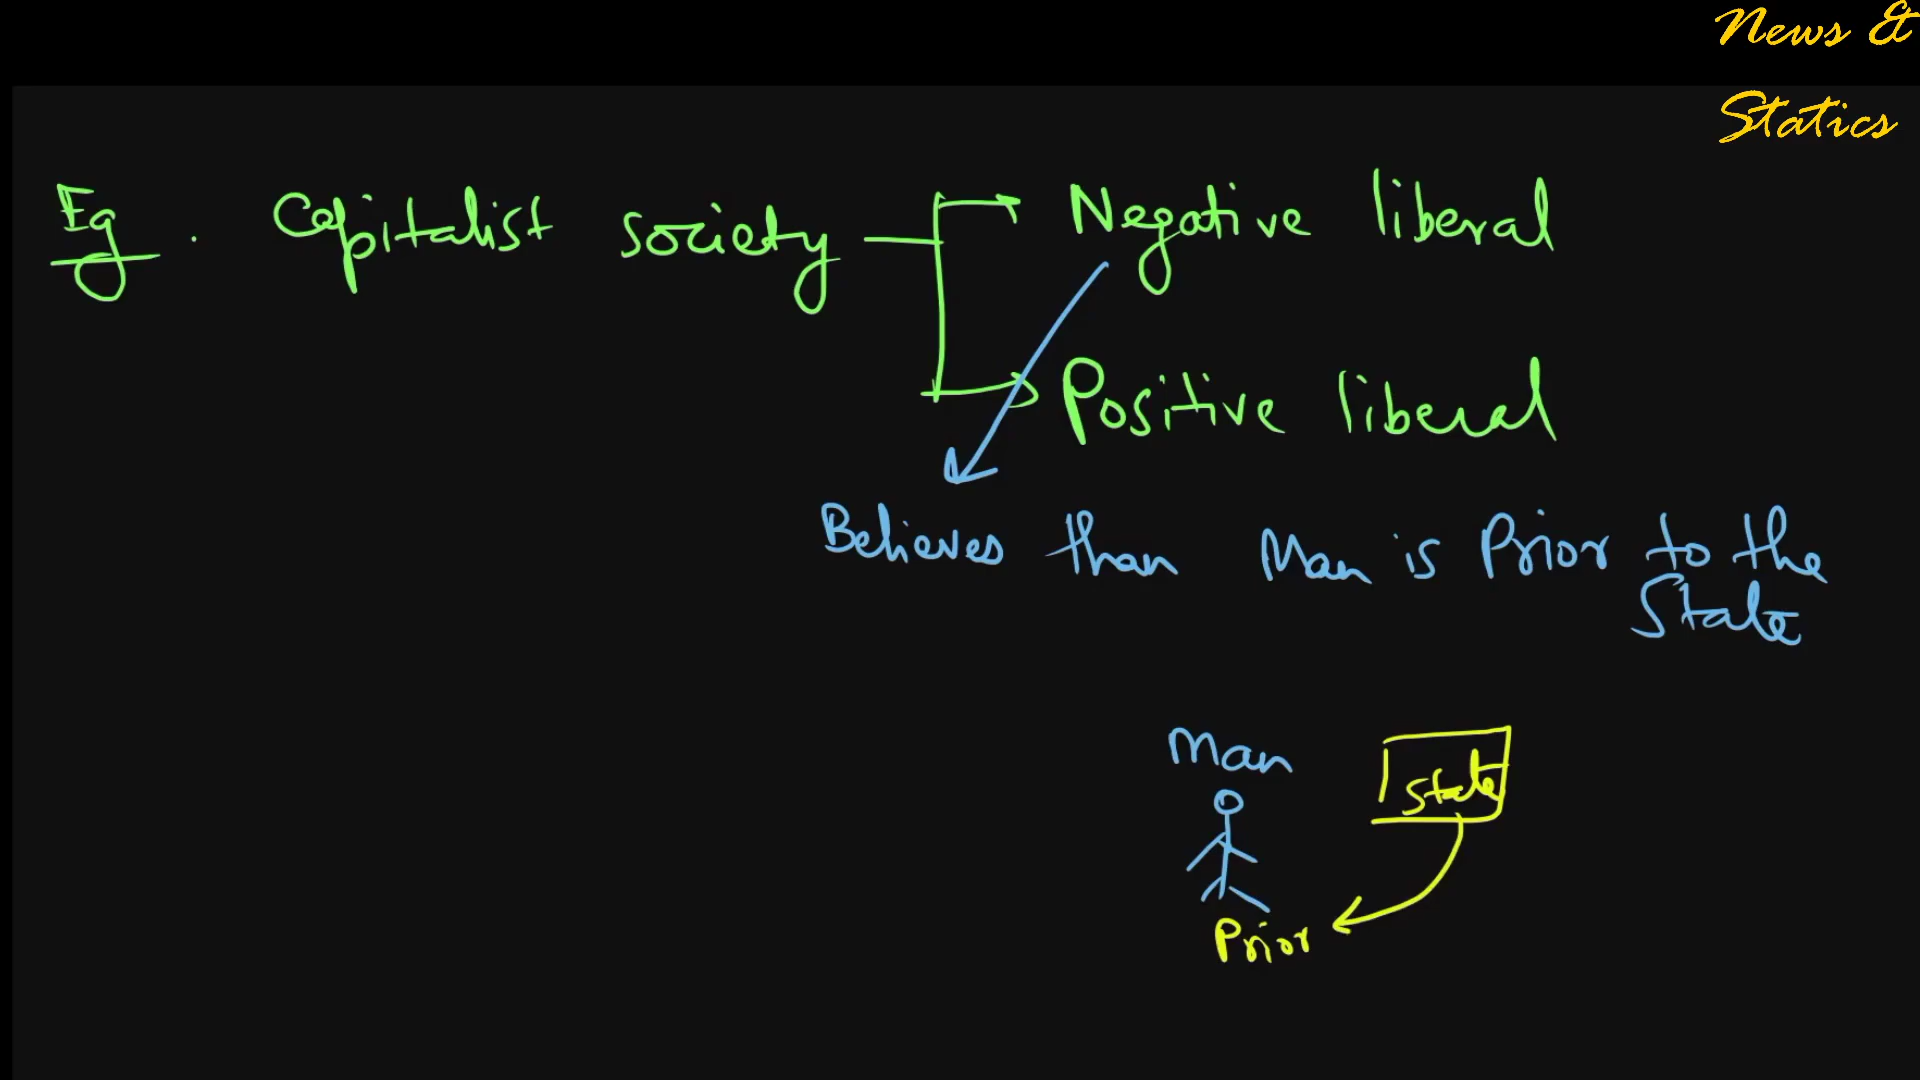 News &
Statics
Eg. Capitalist society
Negative liberal
Positive liberal
Believes than Man is Prior to the
State
Man
State
Prior